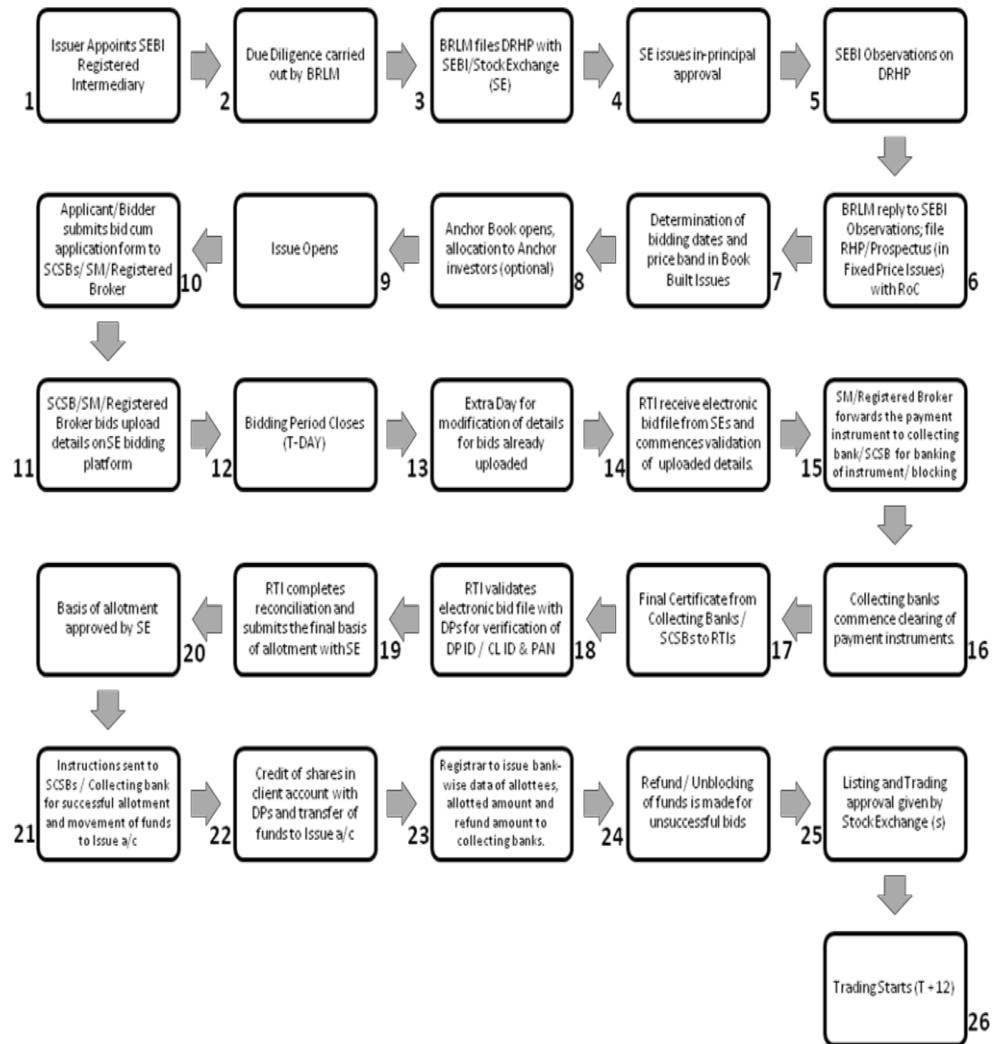 Issuer Appoints SEBI
Registered
Intermediary
1
Due Diligence carried
out by BRLM
2
BRLM files DRHP with
SEBI/Stock Exchange
(SE)
3
SE issues in-principal
approval
4
SEBI Observations on
DRHP
5
BRLM reply to SEBI
Observations; file
RHP/Prospectus (in
Fixed Price Issues) with
RoC
6
Determination of
bidding dates and
price band in Book
Built Issues
7
Anchor Book opens,
allocation to Anchor
investors (optional)
8
Issue Opens
9
Applicant/Bidder
submits bid cum
application form to
SCSBs/ SM/Registered
Broker
10
SCSB/SM/Registered
Broker bids upload
details on SE bidding
platform
11
Bidding Period Closes
(T-DAY)
12
Extra Day for
modification of details
for bids already
uploaded
13
RTI receive electronic
bid file from SEs and
commences validation
of uploaded details.
14
SM/Registered Broker
forwards the payment
instrument to collecting
bank/SCSB for banking
of instrument/ blocking
15
Collecting banks
commence clearing of
payment instruments.
16
Final Certificate from
Collecting Banks /
SCSBs to RTIs
17
RTI validates
electronic bid file with
DPs for verification of
DP ID / CL ID & PAN
18
RTI completes
reconciliation and
submits the final basis
of allotment with SE
19
Basis of allotment
approved by SE
20
Instructions sent to
SCSBs / Collecting bank
for successful allotment
and movement of funds
to Issue a/c
21
Credit of shares in
client account with
DPs and transfer of
funds to Issue a/c
22
Registrar to issue bank-
wise data of allottees,
allotted amount and
refund amount to
collecting banks.
23
Refund / Unblocking
of funds is made for
unsuccessful bids
24
Listing and Trading
approval given by
Stock Exchange (s)
25
Trading Starts (T + 12)
26